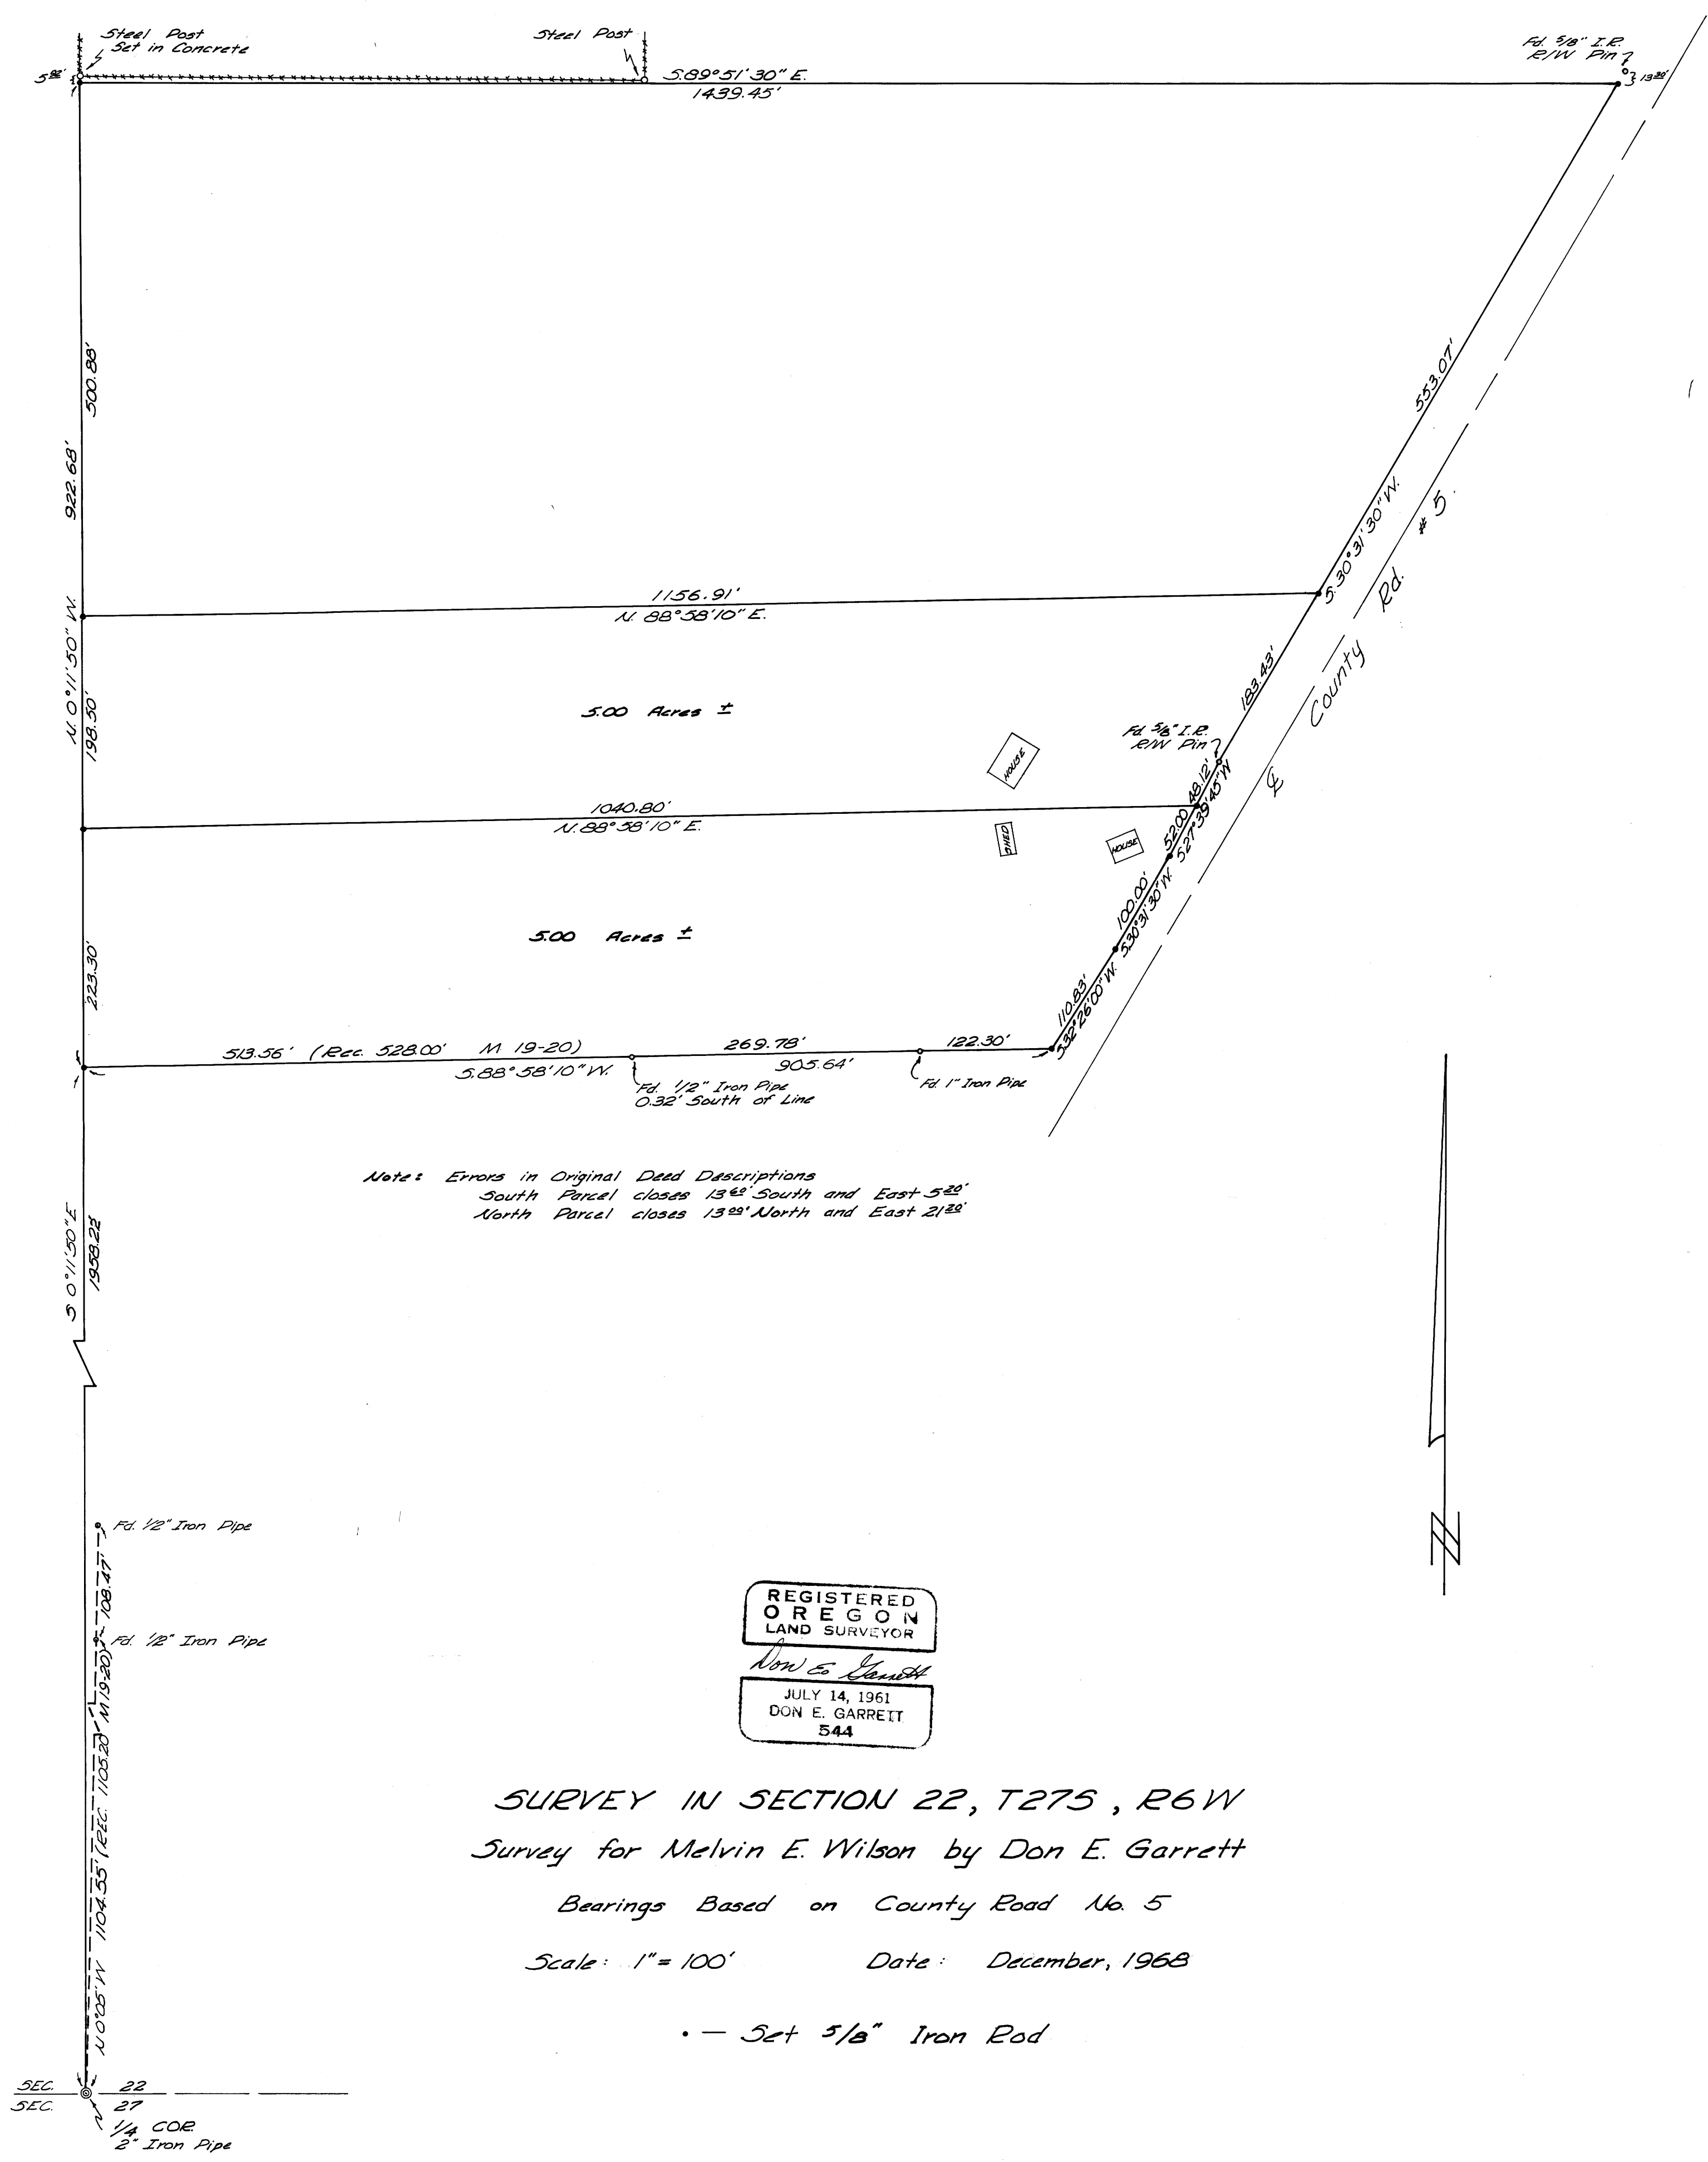 Steel Post
Set in Concrete
Steel Post
Fd. 5/8" I.R.
R/W Pin
13.20'
S.89°51'30" E.
1439.45'
500.88'
922.68'
N. 0°11'50" W.
198.50'
223.30'
553.07'
S.30°31'30" W.
# 5
Rd.
County
℄
1156.91'
N. 88°58'10" E.
183.43'
5.00 Acres ±
Fd. 5/8" I.R.
R/W Pin
HOUSE
48.12'
1040.80'
N.88°58'10" E.
52.00
S27°39'45" W
SHED
HOUSE
100.00'
S30°31'30" W.
5.00 Acres ±
110.83'
S32°26'00" W.
513.56' (Rec. 528.00' M 19-20)
269.78'
122.30'
S.88°58'10" W.
905.64'
Fd. 1/2" Iron Pipe
0.32' South of Line
Fd. 1" Iron Pipe
Note: Errors in Original Deed Descriptions
South Parcel closes 13.60' South and East 5.20'
North Parcel closes North and East 21.20'
S 0°11'50" E
1958.22'
Fd. 1/2" Iron Pipe
108.47'
Fd. 1/2" Iron Pipe
N 0°05' W 1104.55' (REC. 1105.20' M 19-20)
REGISTERED
OREGON
LAND SURVEYOR
Don E. Garrett
JULY 14, 1961
DON E. GARRETT
544
SURVEY IN SECTION 22, T27S, R6W
Survey for Melvin E. Wilson by Don E. Garrett
Bearings Based on County Road No. 5
Scale: 1" = 100' Date: December, 1968
• — Set 5/8" Iron Rod
SEC. 22
SEC. 27
1/4 COR.
2" Iron Pipe
N